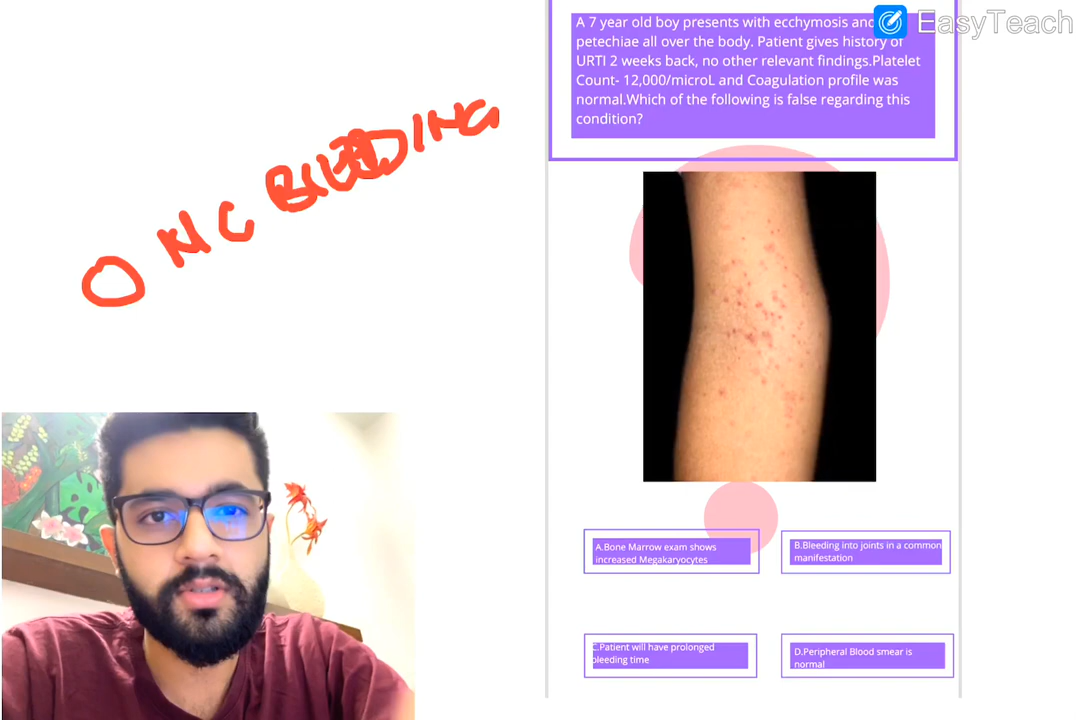 EasyTeach
A 7 year old boy presents with ecchymosis and
petechiae all over the body. Patient gives history of
URTI 2 weeks back, no other relevant findings.Platelet
Count- 12,000/microL and Coagulation profile was
normal.Which of the following is false regarding this
condition?
BLEEDING
A.Bone Marrow exam shows
increased Megakaryocytes
B.Bleeding into joints in a common
manifestation
C.Patient will have prolonged
bleeding time
D.Peripheral Blood smear is
normal